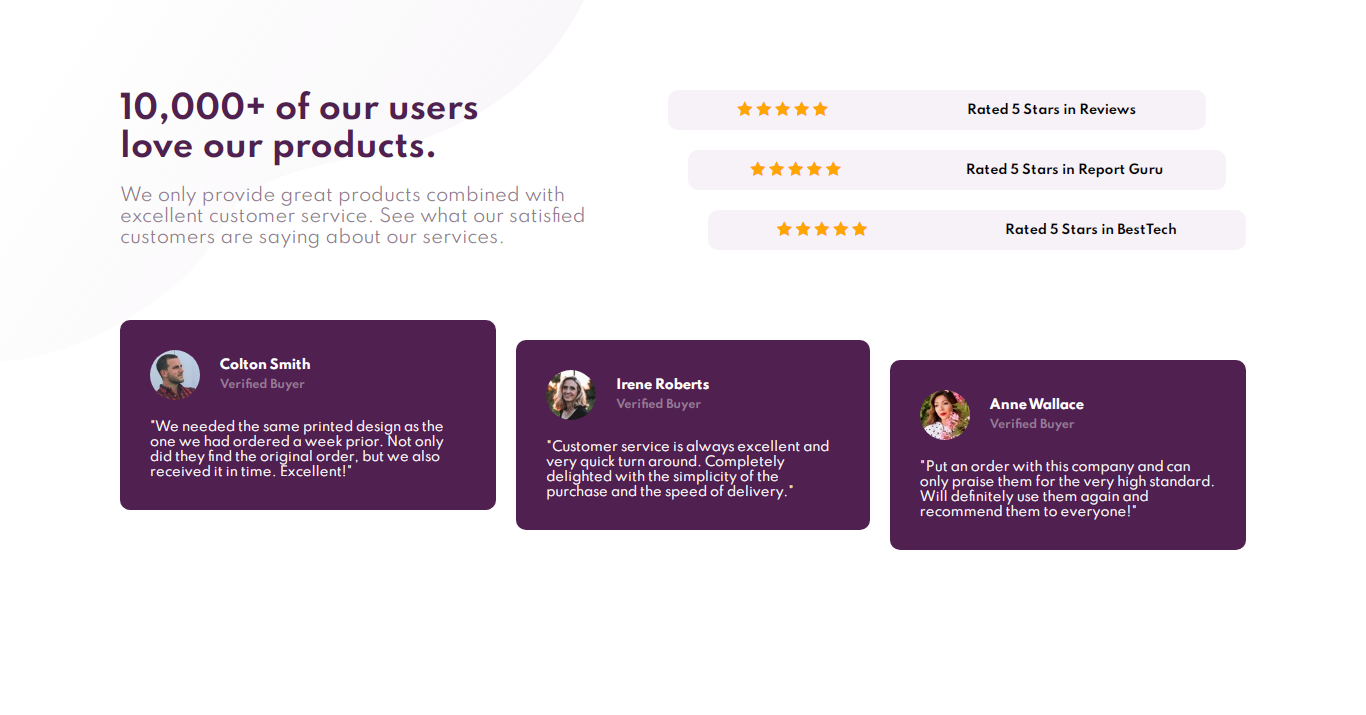 10,000+ of our users
love our products.
We only provide great products combined with
excellent customer service. See what our satisfied
customers are saying about our services.
Rated 5 Stars in Reviews
Rated 5 Stars in Report Guru
Rated 5 Stars in BestTech
Colton Smith
Verified Buyer
"We needed the same printed design as the
one we had ordered a week prior. Not only
did they find the original order, but we also
received it in time. Excellent!"
Irene Roberts
Verified Buyer
"Customer service is always excellent and
very quick turn around. Completely
delighted with the simplicity of the
purchase and the speed of delivery."
Anne Wallace
Verified Buyer
"Put an order with this company and can
only praise them for the very high standard.
Will definitely use them again and
recommend them to everyone!"